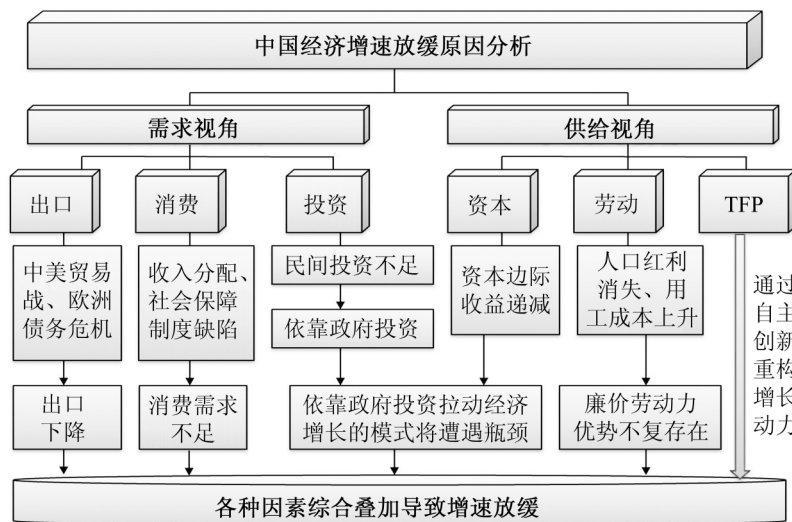 中国经济增速放缓原因分析
需求视角
供给视角
出口
消费
投资
资本
劳动
TFP
中美贸易
战、欧洲
债务危机
收入分配、
社会保障
制度缺陷
民间投资不足
依靠政府投资
资本边际
收益递减
人口红利
消失、用
工成本上升
通过
自主
创新
重构
增长
动力
出口
下降
消费需求
不足
依靠政府投资拉动经济
增长的模式将遭遇瓶颈
廉价劳动力
优势不复存在
各种因素综合叠加导致增速放缓